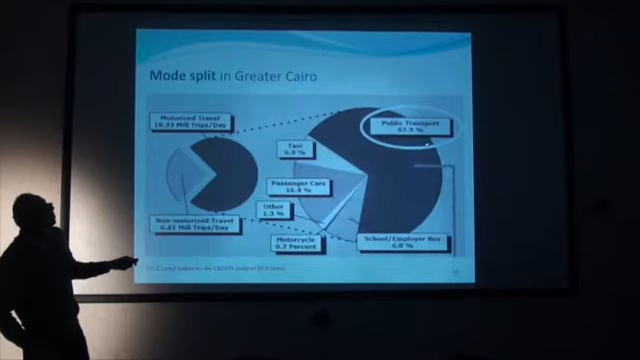 Mode split in Greater Cairo
Motorized Travel
Mill Trips/Day
Non-motorized Travel
6.61 Mill Trips/Day
Taxi
6.9 %
Passenger Cars
16.4 %
Other
1.3 %
Motorcycle
0.7 Percent
Public Transport
67.9 %
School/Employer Bus
6.8 %